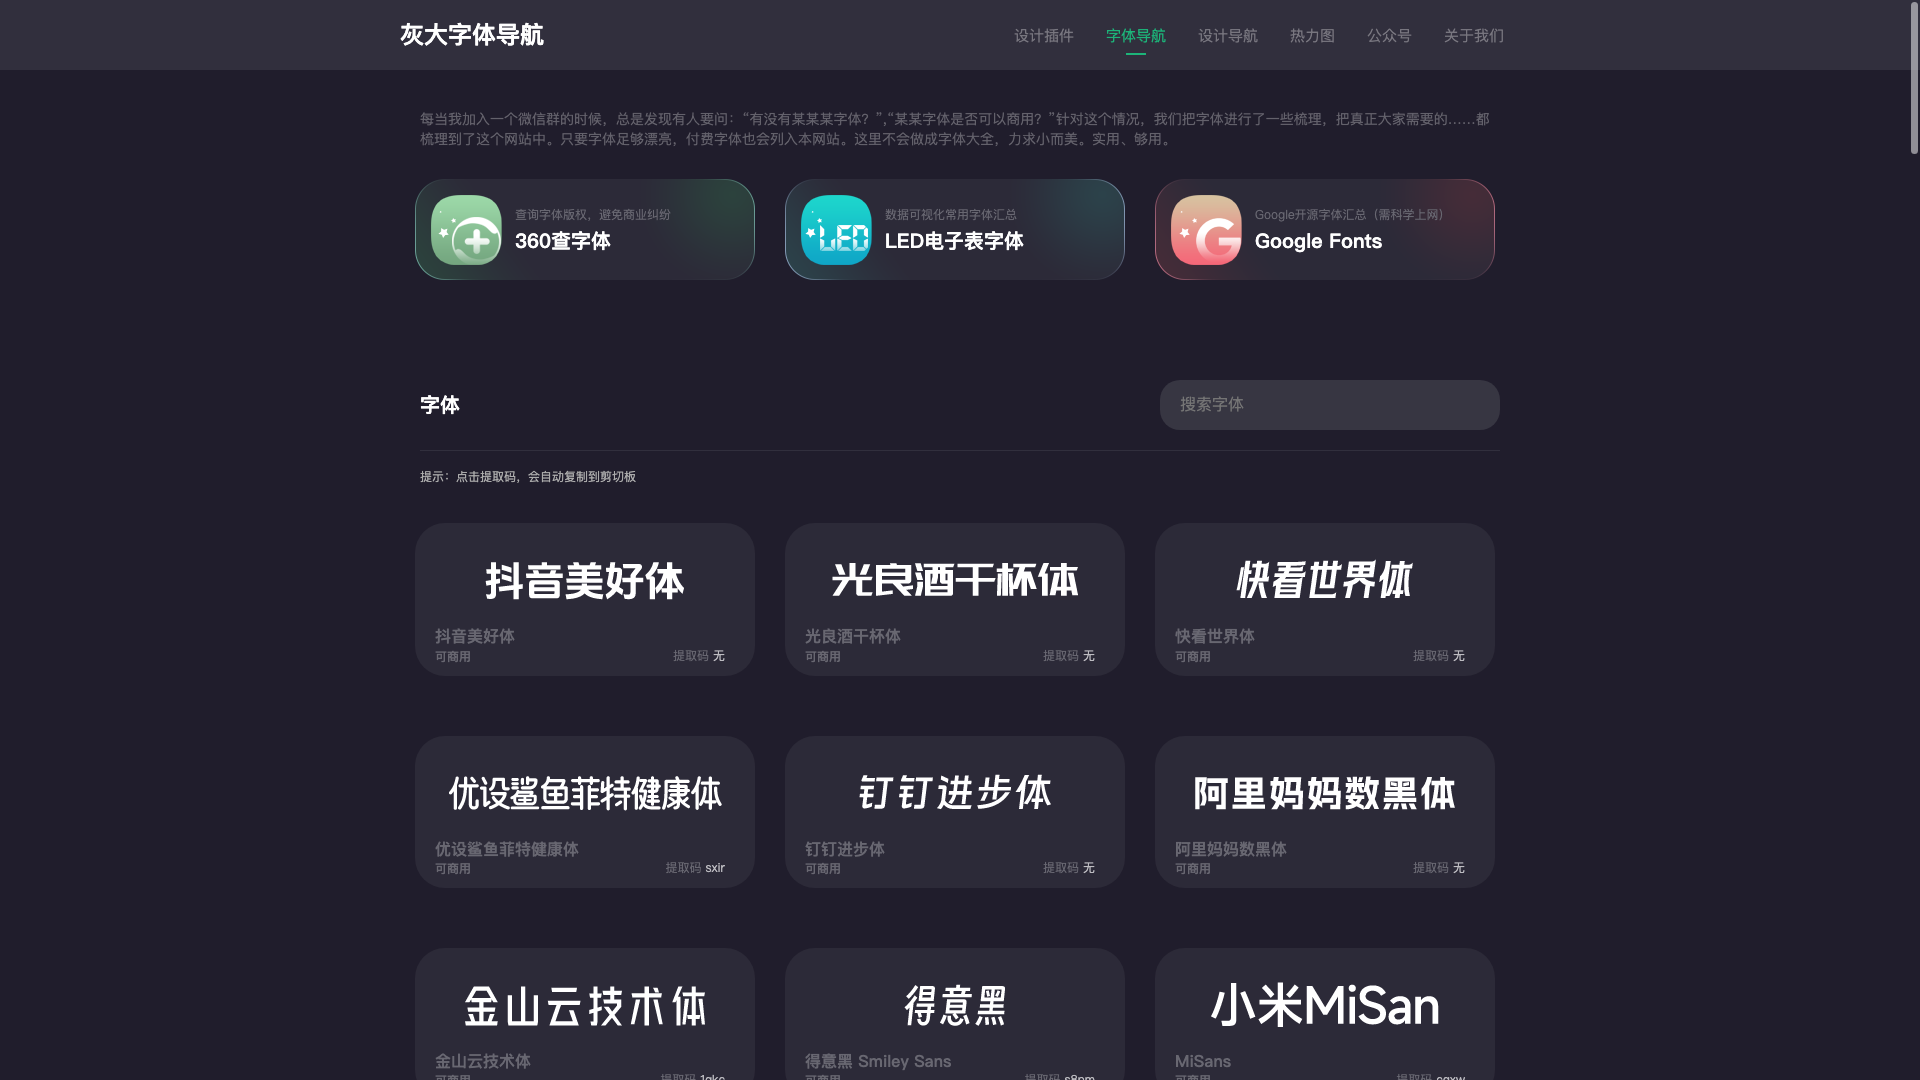 灰大字体导航
设计插件 字体导航 设计导航 热力图 公众号 关于我们
每当我加入一个微信群的时候，总是发现有人要问：“有没有某某某字体？”,“某某字体是否可以商用？”针对这个情况，我们把字体进行了一些梳理，把真正大家需要的……都
梳理到了这个网站中。只要字体足够漂亮，付费字体也会列入本网站。这里不会做成字体大全，力求小而美。实用、够用。
查询字体版权，避免商业纠纷
360查字体
LED
数据可视化常用字体汇总
LED电子表字体
G
Google开源字体汇总（需科学上网）
Google Fonts
字体
搜索字体
提示：点击提取码，会自动复制到剪切板
抖音美好体
抖音美好体
可商用
提取码 无
光良酒干杯体
光良酒干杯体
可商用
提取码 无
快看世界体
快看世界体
可商用
提取码 无
优设鲨鱼菲特健康体
优设鲨鱼菲特健康体
可商用
提取码 sxir
钉钉进步体
钉钉进步体
可商用
提取码 无
阿里妈妈数黑体
阿里妈妈数黑体
可商用
提取码 无
金山云技术体
金山云技术体
可商用
提取码
得意黑
得意黑 Smiley Sans
可商用
提取码
小米MiSan
MiSans
可商用
提取码